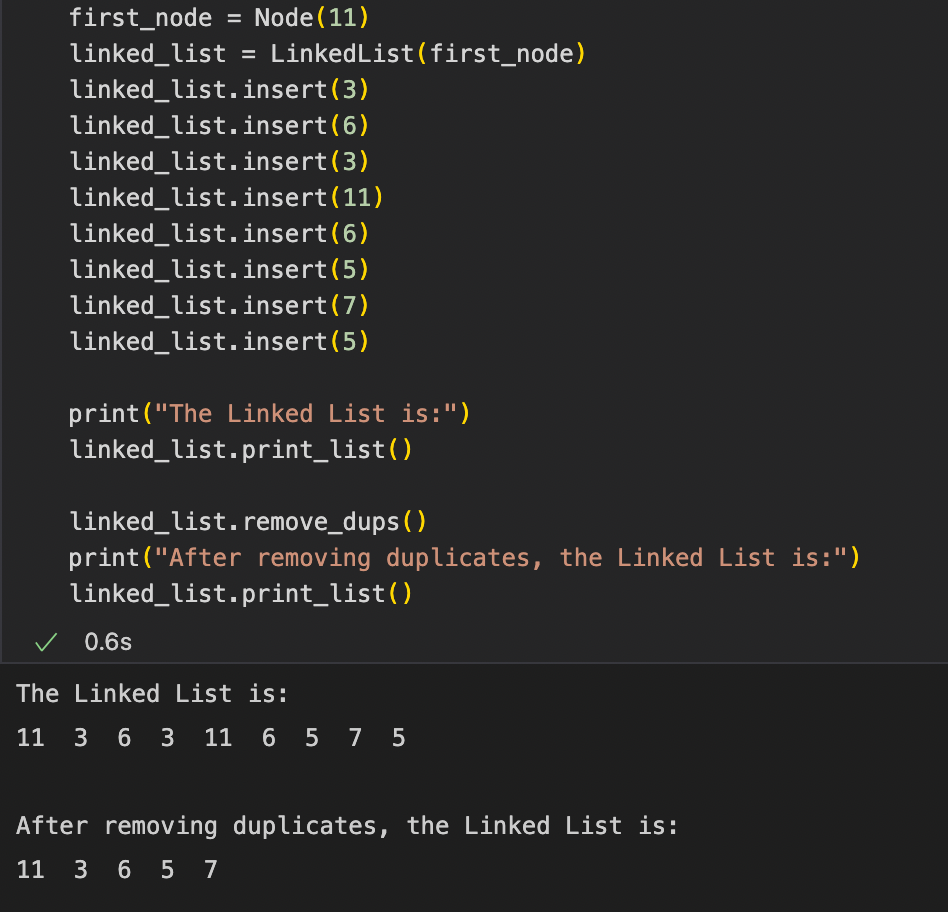 first_node = Node(11)
linked_list = LinkedList(first_node)
linked_list.insert(3)
linked_list.insert(6)
linked_list.insert(3)
linked_list.insert(11)
linked_list.insert(6)
linked_list.insert(5)
linked_list.insert(7)
linked_list.insert(5)
print("The Linked List is:")
linked_list.print_list()
linked_list.remove_dups()
print("After removing duplicates, the Linked List is:")
linked_list.print_list()
✓ 0.6s
The Linked List is:
11  3  6  3  11  6  5  7  5
After removing duplicates, the Linked List is:
11  3  6  5  7